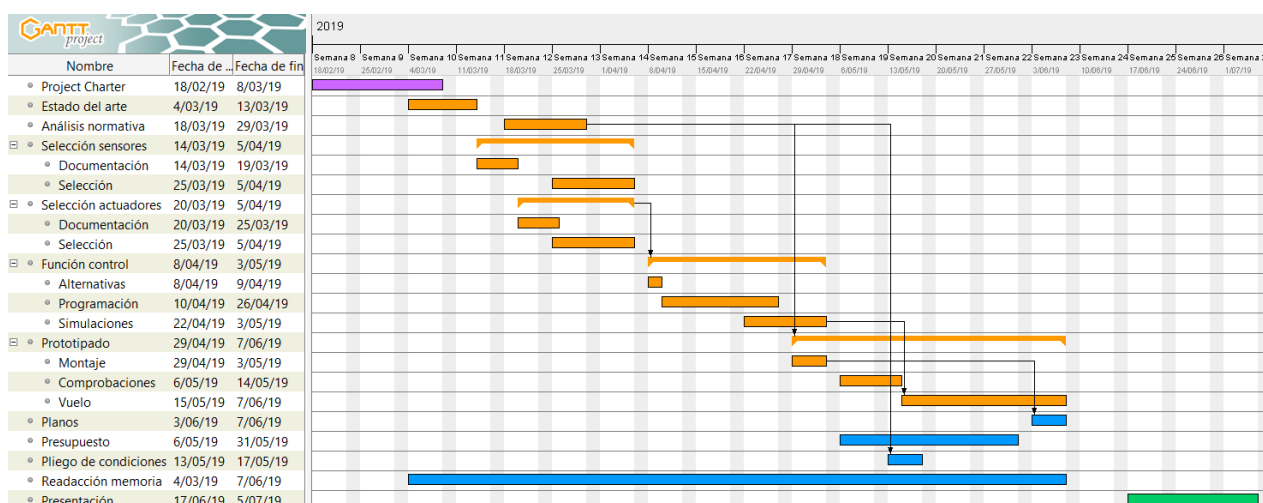 GANTT
project
2019
Semana 8 Semana 9 Semana 10 Semana 11 Semana 12 Semana 13 Semana 14 Semana 15 Semana 16 Semana 17 Semana 18 Semana 19 Semana 20 Semana 21 Semana 22 Semana 23 Semana 24 Semana 25 Semana 26 Semana
18/02/19 25/02/19 4/03/19 11/03/19 18/03/19 25/03/19 1/04/19 8/04/19 15/04/19 22/04/19 29/04/19 6/05/19 13/05/19 20/05/19 27/05/19 3/06/19 10/06/19 17/06/19 24/06/19 1/07/19
Nombre Fecha de ... Fecha de fin
Project Charter 18/02/19 8/03/19
Estado del arte 4/03/19 13/03/19
Análisis normativa 18/03/19 29/03/19
Selección sensores 14/03/19 5/04/19
Documentación 14/03/19 19/03/19
Selección 25/03/19 5/04/19
Selección actuadores 20/03/19 5/04/19
Documentación 20/03/19 25/03/19
Selección 25/03/19 5/04/19
Función control 8/04/19 3/05/19
Alternativas 8/04/19 9/04/19
Programación 10/04/19 26/04/19
Simulaciones 22/04/19 3/05/19
Prototipado 29/04/19 7/06/19
Montaje 29/04/19 3/05/19
Comprobaciones 6/05/19 14/05/19
Vuelo 15/05/19 7/06/19
Planos 3/06/19 7/06/19
Presupuesto 6/05/19 31/05/19
Pliego de condiciones 13/05/19 17/05/19
Readacción memoria 4/03/19 7/06/19
Presentación 17/06/19 5/07/19